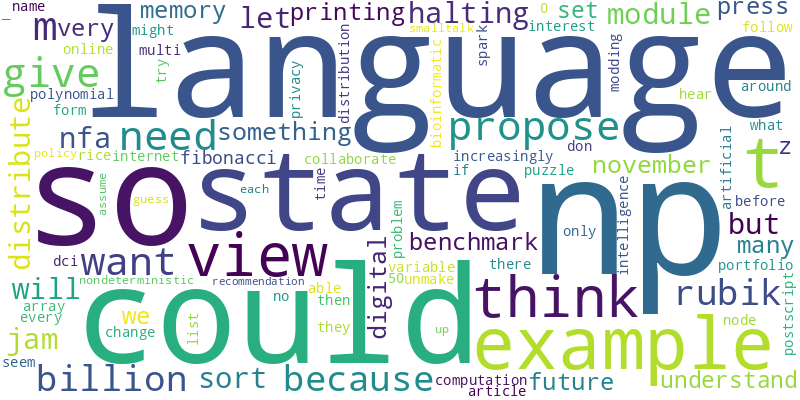 name
memory
let
printing
halting
set
module
press
_
m
very
might
smalltalk
O
interest
follow
online
multi
language
spark
modding
give
try
privacy
distribution
bioinformatic
hear
around
polynomial
form
nfa
need
something
propose
don
what
distribute
policy
rice
internet
fibonacci
collaborate
increasingly
if
puzzle
november
t
z
artificial
so
state
np
assume
guess
each
time
problem
only
intelligence
before
but
many
portfolio
dci
want
view
digital
benchmark
variable
there
nondeterministic
recommendation
will
array
every
we
change
list
could
able
no
then
they
50
unmake
up
think
rubik
node
postscript
jam
example
seem
billion
sort
because
computation
article
future
understand